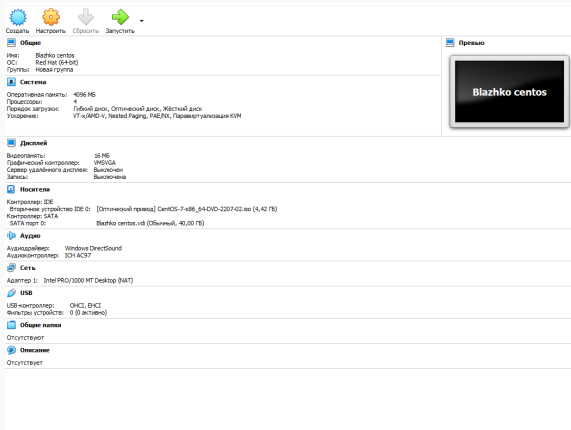 Создать Настроить Сбросить Запустить
Общие
Имя: Blazhko centos
ОС: Red Hat (64-bit)
Группы: Новая группа
Превью
Blazhko centos
Система
Оперативная память: 4096 МБ
Процессоры: 4
Порядок загрузки: Гибкий диск, Оптический диск, Жёсткий диск
Ускорение: VT-x/AMD-V, Nested Paging, PAE/NX, Паравиртуализация KVM
Дисплей
Видеопамять: 16 МБ
Графический контроллер: VMSVGA
Сервер удалённого дисплея: Выключен
Запись: Выключена
Носители
Контроллер: IDE
Вторичное устройство IDE 0: [Оптический привод] CentOS-7-x86_64-DVD-2207-02.iso (4,42 ГБ)
Контроллер: SATA
SATA порт 0: Blazhko centos.vdi (Обычный, 40,00 ГБ)
Аудио
Аудиодрайвер: Windows DirectSound
Аудиоконтроллер: ICH AC97
Сеть
Адаптер 1: Intel PRO/1000 MT Desktop (NAT)
USB
USB-контроллер: OHCI, EHCI
Фильтры устройств: 0 (0 активно)
Общие папки
Отсутствуют
Описание
Отсутствует